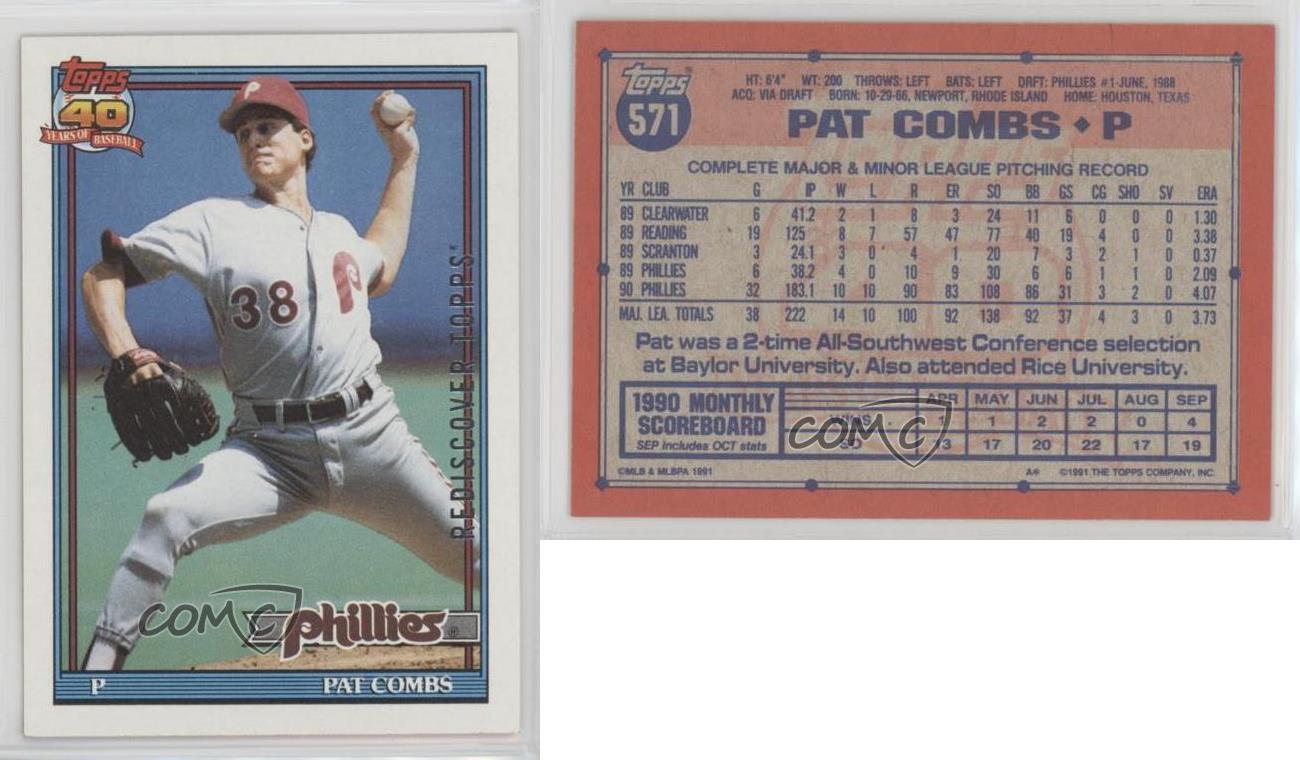 topps
40
YEARS OF BASEBALL
P
38
P
REDISCOVER TOPPS®
COMC
phillies®
P PAT COMBS
topps®
571
HT: 6'4" WT: 200 THROWS: LEFT BATS: LEFT DRFT: PHILLIES #1-JUNE, 1988
ACQ: VIA DRAFT BORN: 10-29-66, NEWPORT, RHODE ISLAND HOME: HOUSTON, TEXAS
PAT COMBS ♦ P
COMPLETE MAJOR & MINOR LEAGUE PITCHING RECORD
YR CLUB G IP W L R ER SO BB GS CG SHO SV ERA
89 CLEARWATER 6 41.2 2 1 8 3 24 11 6 0 0 0 1.30
89 READING 19 125 8 7 57 47 77 40 19 4 0 0 3.38
89 SCRANTON 3 24.1 3 0 4 1 20 7 3 2 1 0 0.37
89 PHILLIES 6 38.2 4 0 10 9 30 6 6 1 1 0 2.09
90 PHILLIES 32 183.1 10 10 90 83 108 86 31 3 2 0 4.07
MAJ. LEA. TOTALS 38 222 14 10 100 92 138 92 37 4 3 0 3.73
Pat was a 2-time All-Southwest Conference selection
at Baylor University. Also attended Rice University.
1990 MONTHLY
SCOREBOARD
SEP includes OCT stats
APR MAY JUN JUL AUG SEP
WINS 1 2 2 0 4
SO 13 17 20 22 17 19
COMC
©MLB & MLBPA 1991 A* ©1991 THE TOPPS COMPANY, INC.